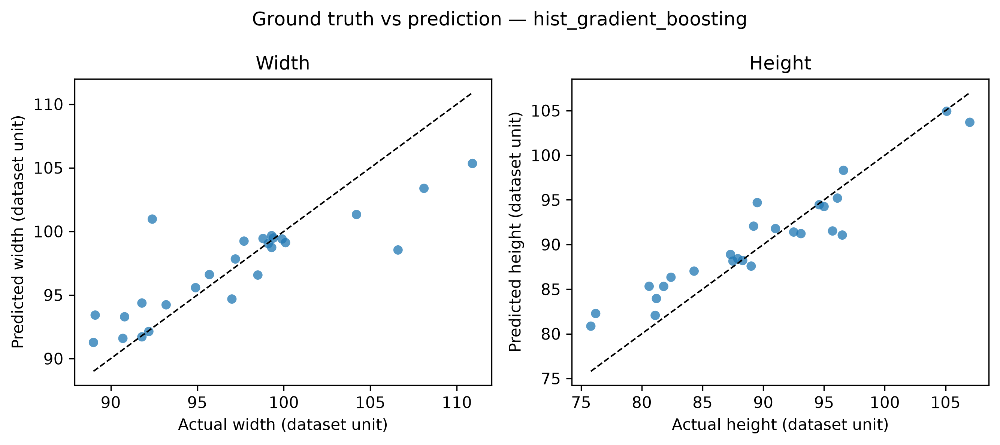 Ground truth vs prediction — hist_gradient_boosting
Width
110
105
100
95
90
90 95 100 105 110
Predicted width (dataset unit)
Actual width (dataset unit)
Height
105
100
95
90
85
80
75
75 80 85 90 95 100 105
Predicted height (dataset unit)
Actual height (dataset unit)